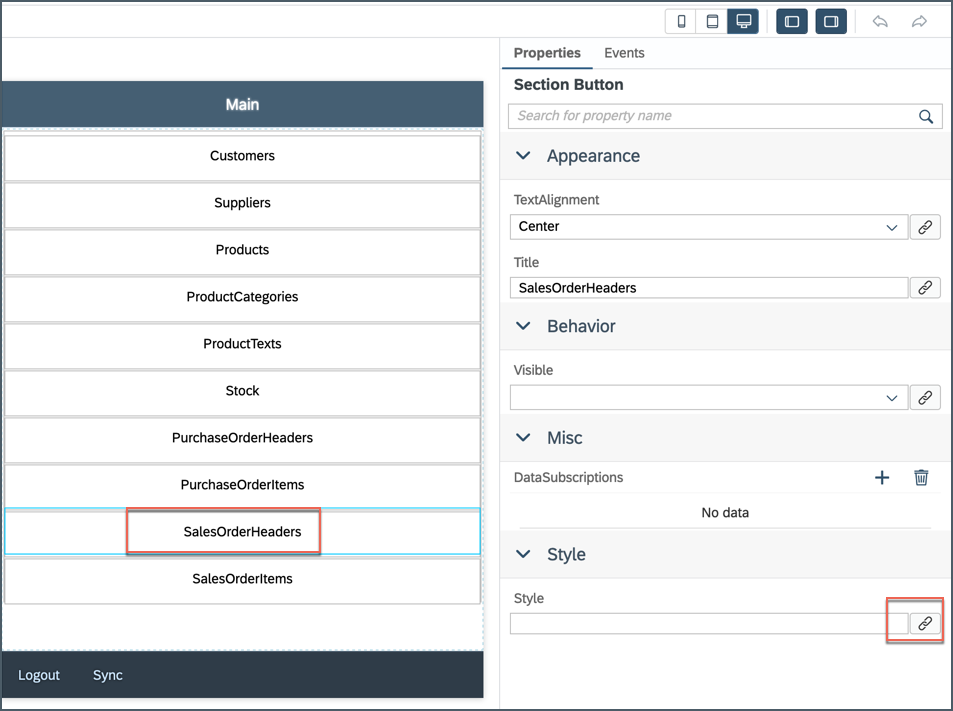 Main
Customers
Suppliers
Products
ProductCategories
ProductTexts
Stock
PurchaseOrderHeaders
PurchaseOrderItems
SalesOrderHeaders
SalesOrderItems
Logout Sync
Properties Events
Section Button
Search for property name
Appearance
TextAlignment
Center
Title
SalesOrderHeaders
Behavior
Visible
Misc
DataSubscriptions
No data
Style
Style